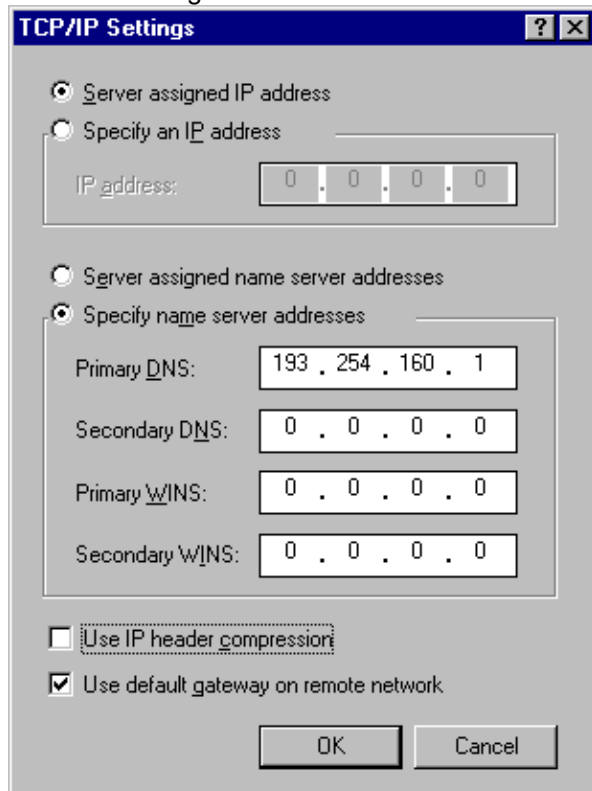 TCP/IP Settings
Server assigned IP address
Specify an IP address
IP address: 0 . 0 . 0 . 0
Server assigned name server addresses
Specify name server addresses
Primary DNS: 193 . 254 . 160 . 1
Secondary DNS: 0 . 0 . 0 . 0
Primary WINS: 0 . 0 . 0 . 0
Secondary WINS: 0 . 0 . 0 . 0
Use IP header compression
Use default gateway on remote network
OK Cancel